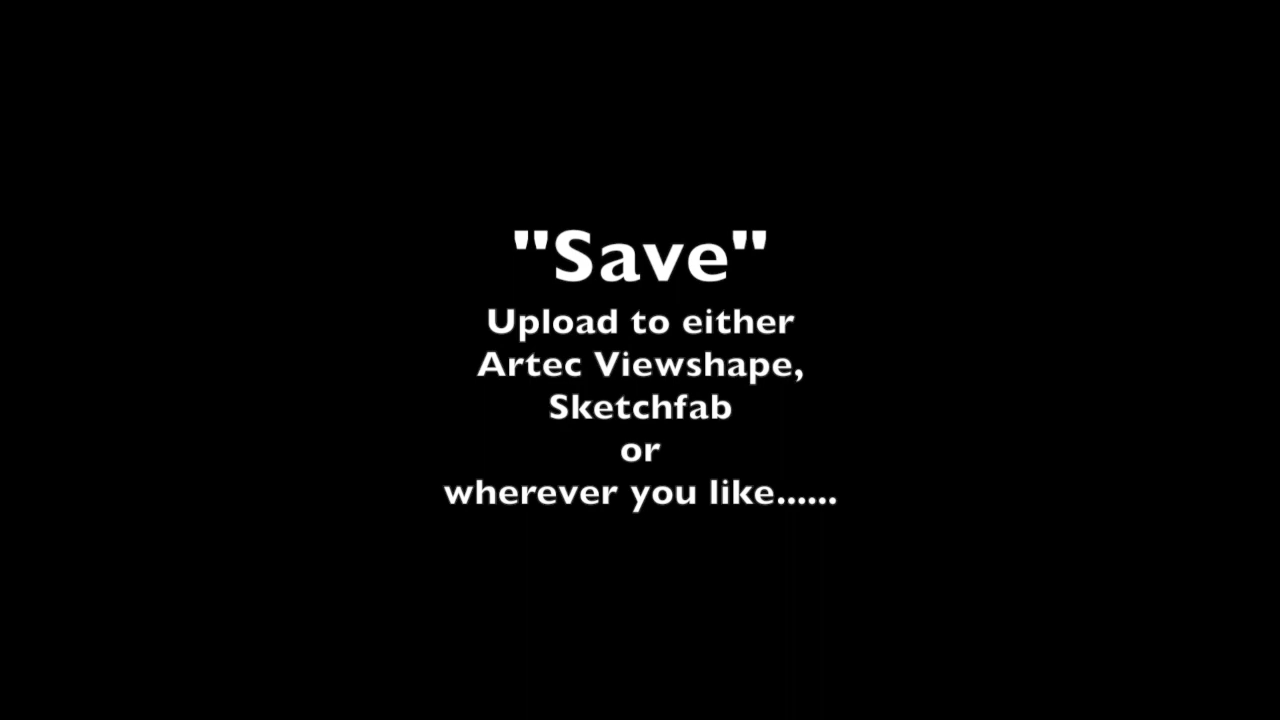 "Save"
Upload to either
Artec Viewshape,
Sketchfab
or
wherever you like......